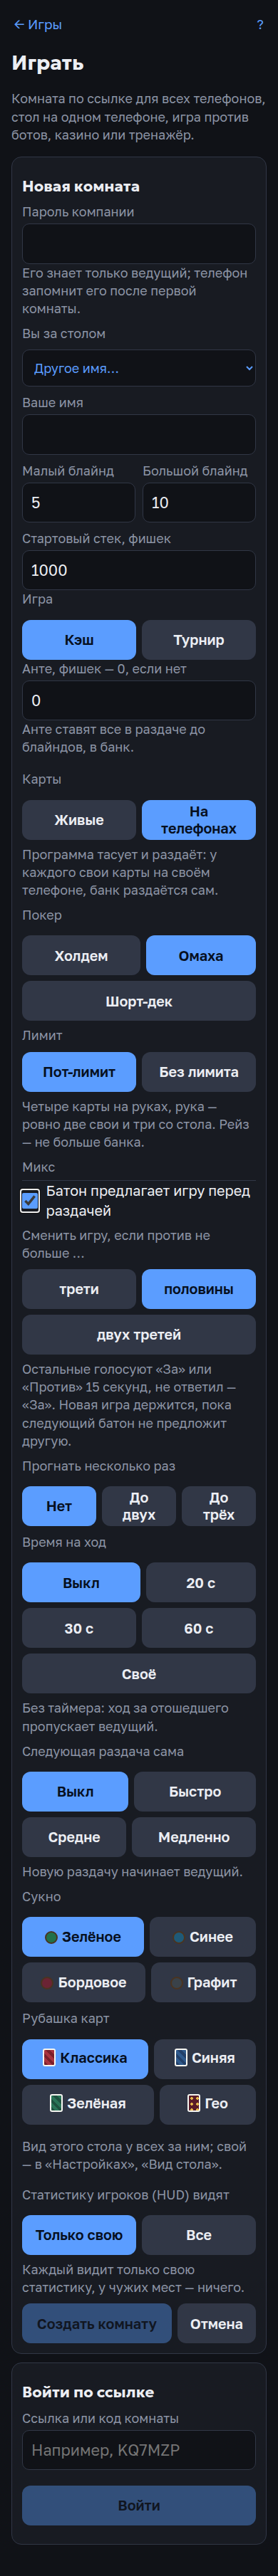 ← Игры
?
Играть
Комната по ссылке для всех телефонов,
стол на одном телефоне, игра против
ботов, казино или тренажёр.
Новая комната
Пароль компании
Его знает только ведущий; телефон
запомнит его после первой
комнаты.
Вы за столом
Другое имя...
Ваше имя
Малый блайнд
Большой блайнд
5
10
Стартовый стек, фишек
1000
Игра
Кэш
Турнир
Анте, фишек — 0, если нет
0
Анте ставят все в раздаче до
блайндов, в банк.
Карты
Живые
На
телефонах
Программа тасует и раздаёт: у
каждого свои карты на своём
телефоне, банк раздаётся сам.
Покер
Холдем
Омаха
Шорт-дек
Лимит
Пот-лимит
Без лимита
Четыре карты на руках, рука —
ровно две свои и три со стола. Рейз
— не больше банка.
Микс
Батон предлагает игру перед
раздачей
Сменить игру, если против не
больше ...
трети
половины
двух третей
Остальные голосуют «За» или
«Против» 15 секунд, не ответил —
«За». Новая игра держится, пока
следующий батон не предложит
другую.
Прогнать несколько раз
Нет
До
двух
До
трёх
Время на ход
Выкл
20 с
30 с
60 с
Своё
Без таймера: ход за отошедшего
пропускает ведущий.
Следующая раздача сама
Выкл
Быстро
Средне
Медленно
Новую раздачу начинает ведущий.
Сукно
Зелёное
Синее
Бордовое
Графит
Рубашка карт
Классика
Синяя
Зелёная
Гео
Вид этого стола у всех за ним; свой
— в «Настройках», «Вид стола».
Статистику игроков (HUD) видят
Только свою
Все
Каждый видит только свою
статистику, у чужих мест — ничего.
Создать комнату
Отмена
Войти по ссылке
Ссылка или код комнаты
Например, KQ7MZP
Войти